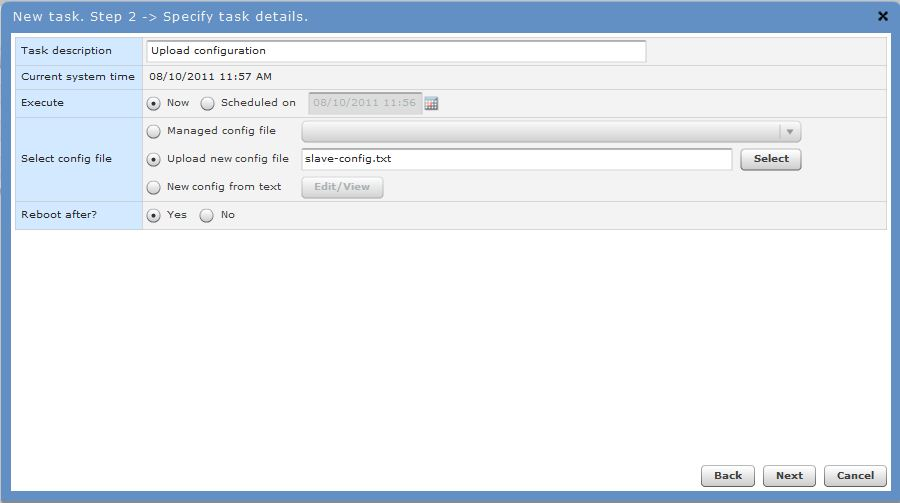 New task. Step 2 -> Specify task details.
Task description Upload configuration
Current system time 08/10/2011 11:57 AM
Execute Now Scheduled on 08/10/2011 11:56
Managed config file
Select config file Upload new config file slave-config.txt Select
New config from text Edit/View
Reboot after? Yes No
Back Next Cancel